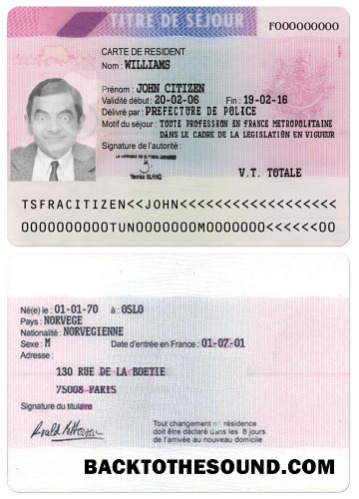 TITRE DE SÉJOUR
F000000000
CARTE DE RESIDENT
Nom : WILLIAMS
Prénom : JOHN CITIZEN
Validité début : 20-02-06 Fin : 19-02-16
Délivré par : PREFECTURE DE POLICE
Motif du séjour : TOUTE PROFESSION EN FRANCE METROPOLITAINE
DANS LE CADRE DE LA LEGISLATION EN VIGUEUR
Signature de l'autorité :
V.T. TOTALE
TSFRACITIZEN<<JOHN<<<<<<<<<<<<<<<<<<
0000000000TUN0000000M0000000<<<<<<00
Né(e) le : 01-01-70 à : OSLO
Pays : NORVEGE
Nationalité : NORVEGIENNE
Sexe : M Date d'entrée en France : 01-07-01
Adresse :
130 RUE DE LA BOETIE
75008 PARIS
Signature du titulaire
Tout changement de résidence
doit être déclaré dans les 8 jours
de l'arrivée au nouveau domicile
BACKTOTHESOUND.COM